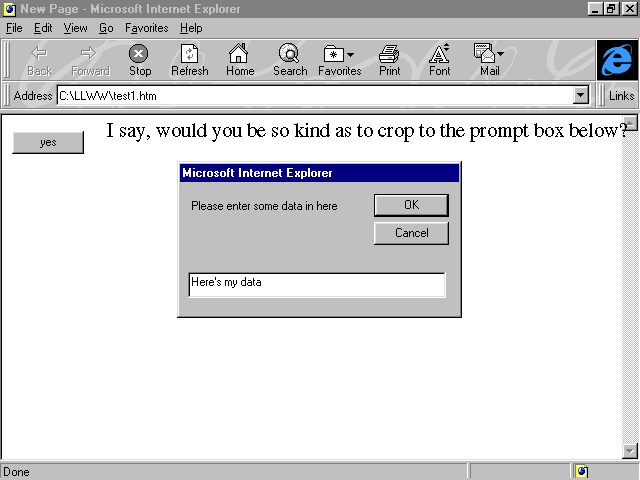 New Page - Microsoft Internet Explorer
File Edit View Go Favorites Help
Back Forward Stop Refresh Home Search Favorites Print Font Mail
Address C:\LLWW\test1.htm Links
yes
I say, would you be so kind as to crop to the prompt box below?
Microsoft Internet Explorer
Please enter some data in here
OK
Cancel
Here's my data
Done